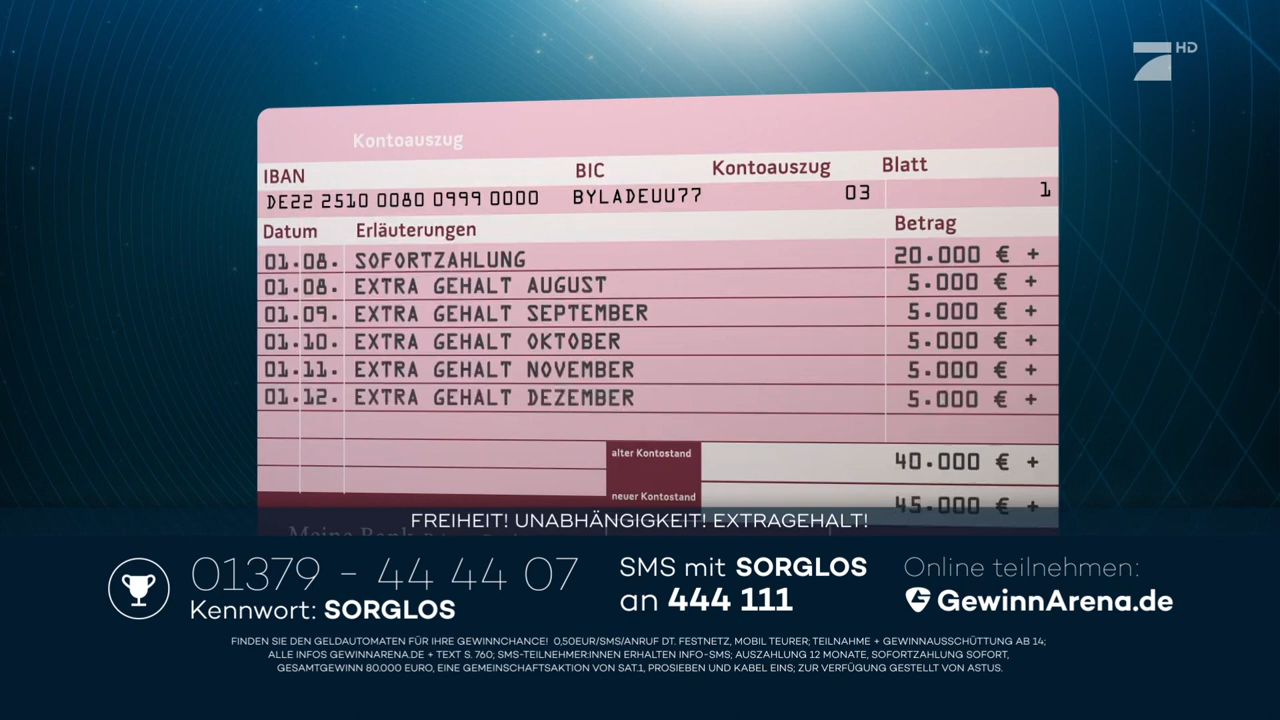 HD
Kontoauszug
IBAN BIC Kontoauszug Blatt
DE22 2510 0080 0999 0000 BYLADEUU77 03 1
Datum Erläuterungen Betrag
01.08. SOFORTZAHLUNG 20.000 € +
01.08. EXTRA GEHALT AUGUST 5.000 € +
01.09. EXTRA GEHALT SEPTEMBER 5.000 € +
01.10. EXTRA GEHALT OKTOBER 5.000 € +
01.11. EXTRA GEHALT NOVEMBER 5.000 € +
01.12. EXTRA GEHALT DEZEMBER 5.000 € +
alter Kontostand 40.000 € +
neuer Kontostand 45.000 € +
Meine Bank
FREIHEIT! UNABHÄNGIGKEIT! EXTRAGEHALT!
01379 - 44 44 07
Kennwort: SORGLOS
SMS mit SORGLOS
an 444 111
Online teilnehmen:
GewinnArena.de
FINDEN SIE DEN GELDAUTOMATEN FÜR IHRE GEWINNCHANCE! 0,50EUR/SMS/ANRUF DT. FESTNETZ, MOBIL TEURER; TEILNAHME + GEWINNAUSSCHÜTTUNG AB 14;
ALLE INFOS GEWINNARENA.DE + TEXT S. 760; SMS-TEILNEHMER:INNEN ERHALTEN INFO-SMS; AUSZAHLUNG 12 MONATE, SOFORTZAHLUNG SOFORT,
GESAMTGEWINN 80.000 EURO, EINE GEMEINSCHAFTSAKTION VON SAT.1, PROSIEBEN UND KABEL EINS; ZUR VERFÜGUNG GESTELLT VON ASTUS.